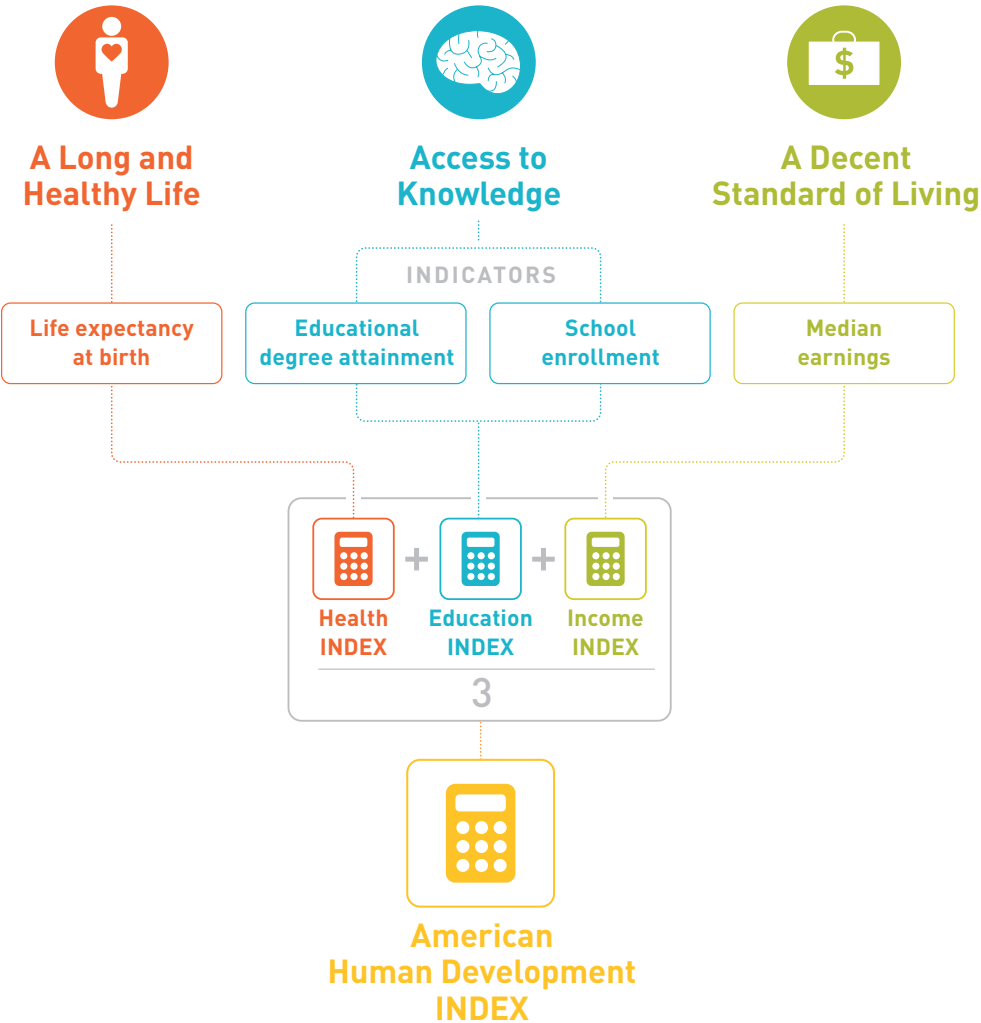 $
A Long and
Healthy Life
Access to
Knowledge
A Decent
Standard of Living
INDICATORS
Life expectancy
at birth
Educational
degree attainment
School
enrollment
Median
earnings
+
+
Health
INDEX
Education
INDEX
Income
INDEX
3
American
Human Development
INDEX